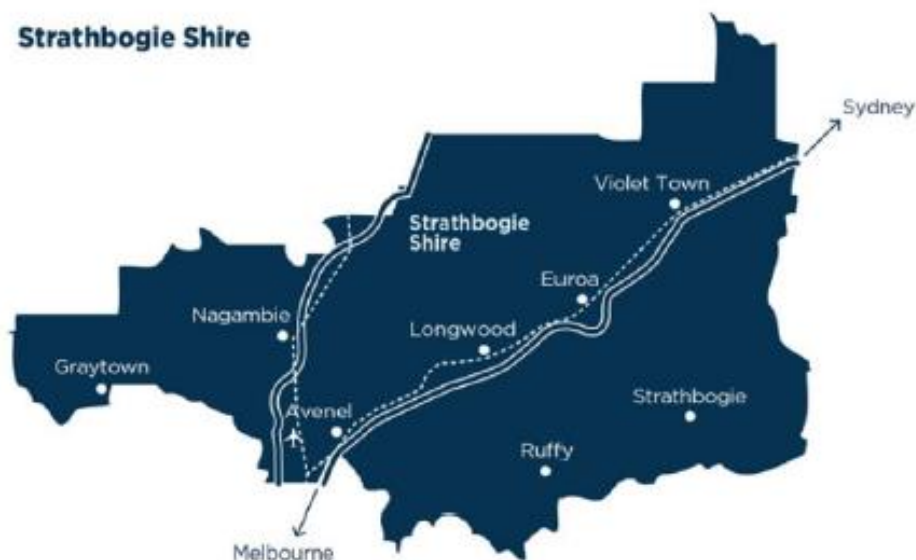 Strathbogie Shire
Sydney
Violet Town
Strathbogie
Shire
Euroa
Nagambie
Longwood
Graytown
Strathbogie
Avenel
Ruffy
Melbourne